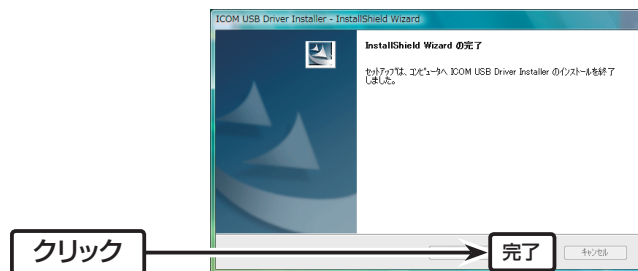 ICOM USB Driver Installer - InstallShield Wizard
InstallShield Wizard の完了
セットアップは、コンピュータへ ICOM USB Driver Installer のインストールを終了
しました。
クリック
完了
キャンセル